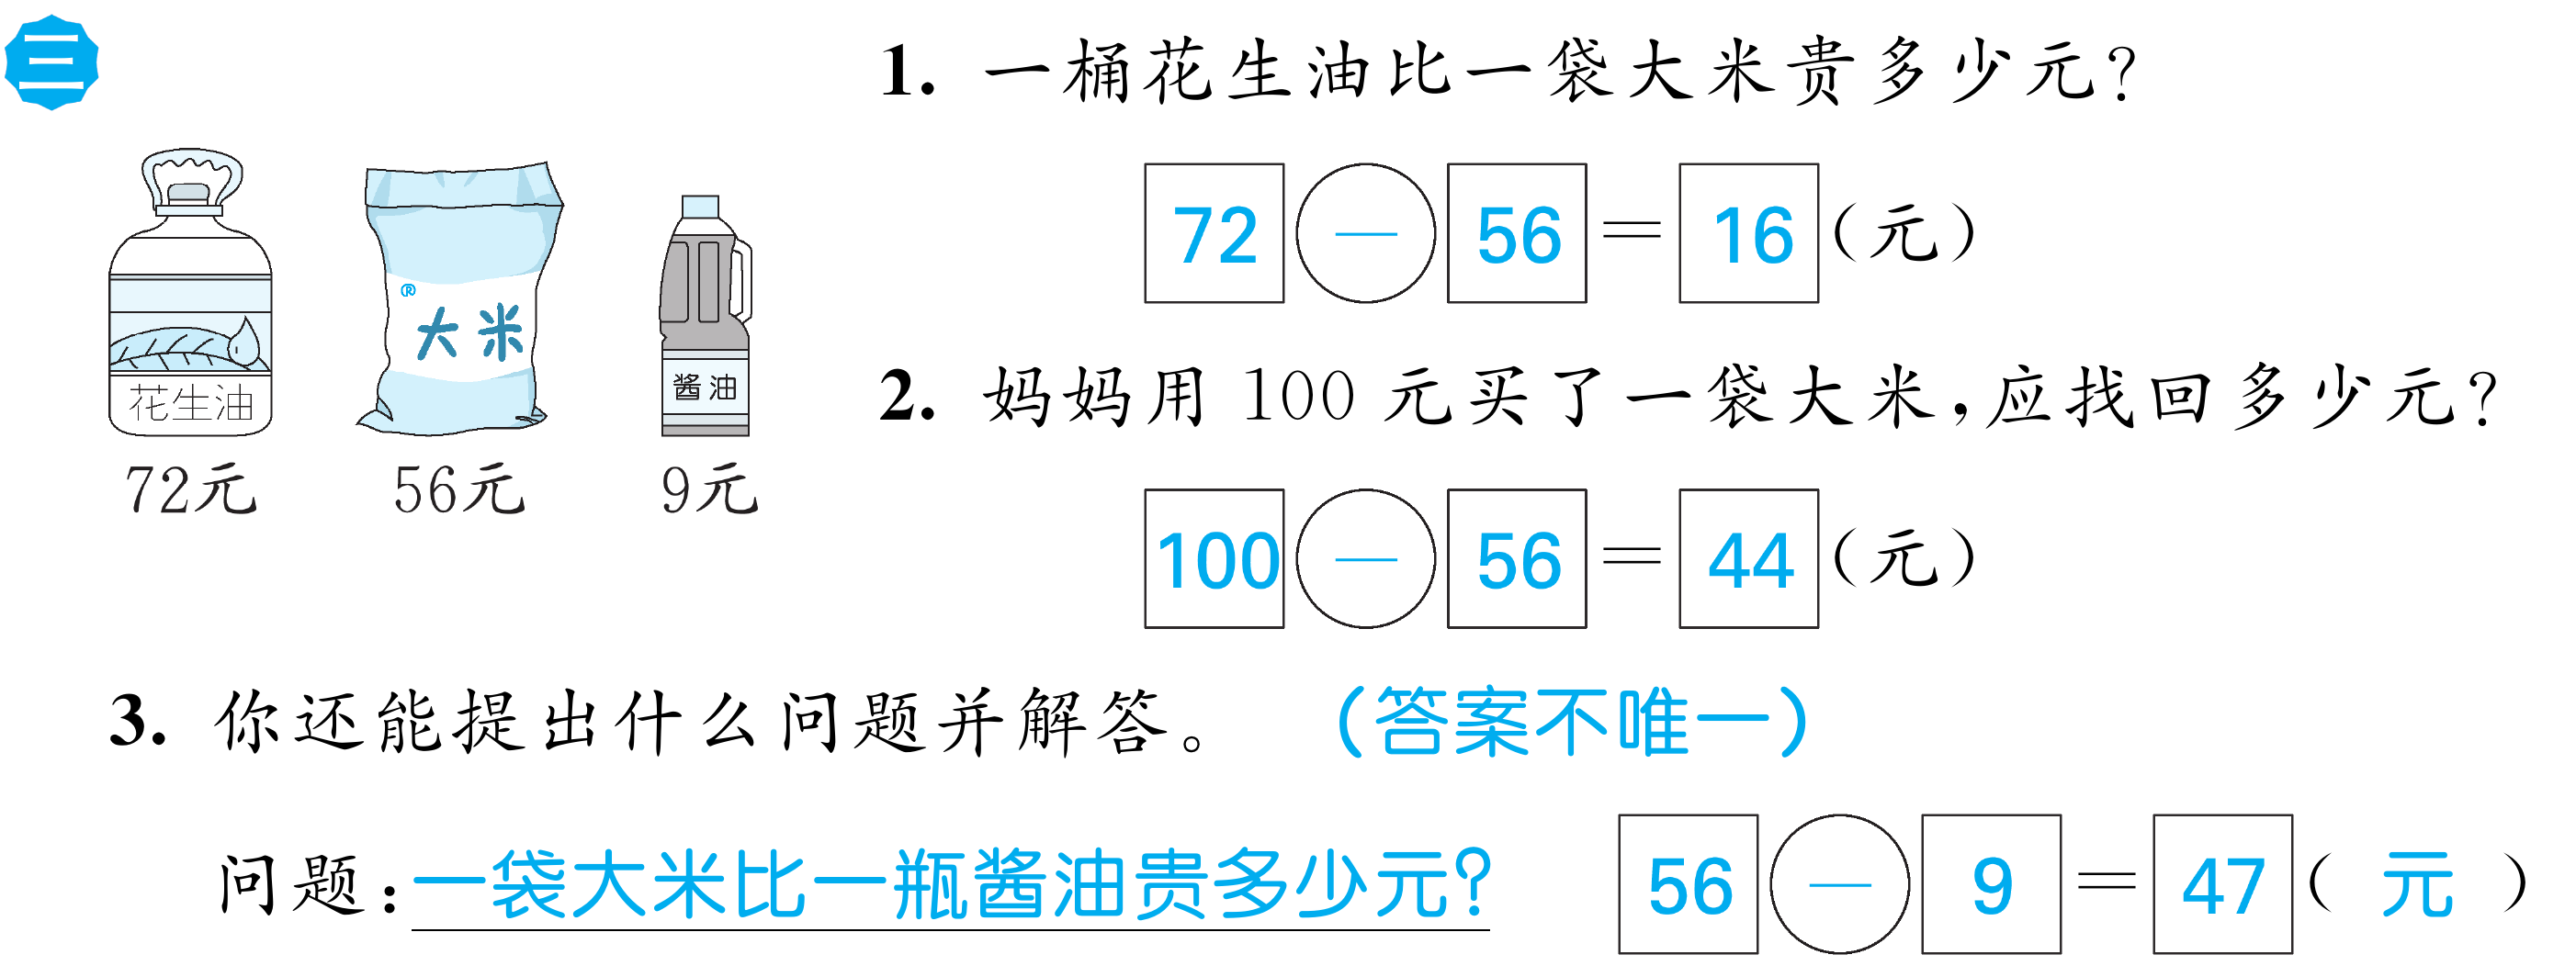 三
1. 一桶花生油比一袋大米贵多少元?
72 — 56 = 16 (元)
® 大米
花生油
酱油
72元 56元 9元
2. 妈妈用 100 元买了一袋大米,应找回多少元?
100 — 56 = 44 (元)
3. 你还能提出什么问题并解答。 (答案不唯一)
问题:一袋大米比一瓶酱油贵多少元? 56 — 9 = 47 ( 元 )